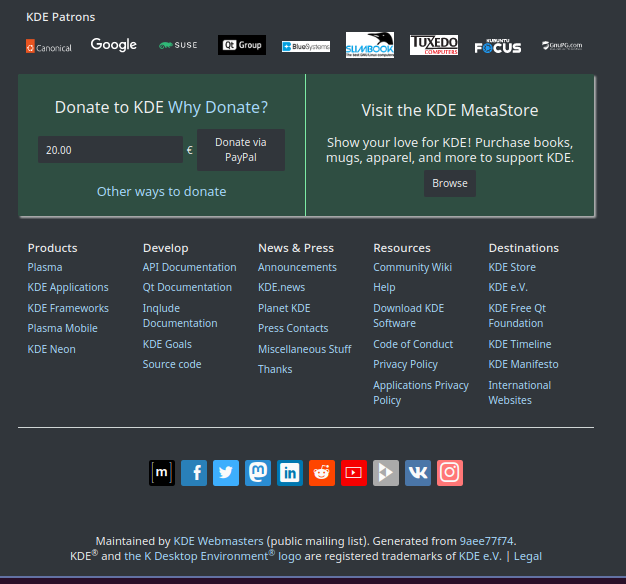 KDE Patrons
Canonical
Google
SUSE
Qt Group
BlueSystems
SLIMBOOK
TUXEDO
COMPUTERS
KUBUNTU
FOCUS
GnuPG.com
Donate to KDE Why Donate?
20.00
€
Donate via
PayPal
Other ways to donate
Visit the KDE MetaStore
Show your love for KDE! Purchase books,
mugs, apparel, and more to support KDE.
Browse
Products
Plasma
KDE Applications
KDE Frameworks
Plasma Mobile
KDE Neon
Develop
API Documentation
Qt Documentation
Inqlude
Documentation
KDE Goals
Source code
News & Press
Announcements
KDE.news
Planet KDE
Press Contacts
Miscellaneous Stuff
Thanks
Resources
Community Wiki
Help
Download KDE
Software
Code of Conduct
Privacy Policy
Applications Privacy
Policy
Destinations
KDE Store
KDE e.V.
KDE Free Qt
Foundation
KDE Timeline
KDE Manifesto
International
Websites
[m]
f
in
Maintained by KDE Webmasters (public mailing list). Generated from 9aee77f74.
KDE® and the K Desktop Environment® logo are registered trademarks of KDE e.V. | Legal